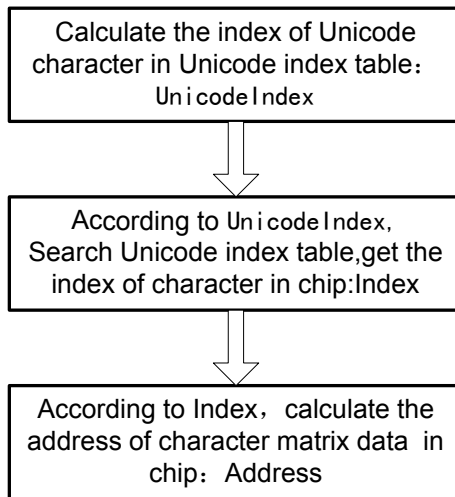 Calculate the index of Unicode
character in Unicode index table：
UnicodeIndex
According to UnicodeIndex,
Search Unicode index table,get the
index of character in chip:Index
According to Index，calculate the
address of character matrix data in
chip：Address